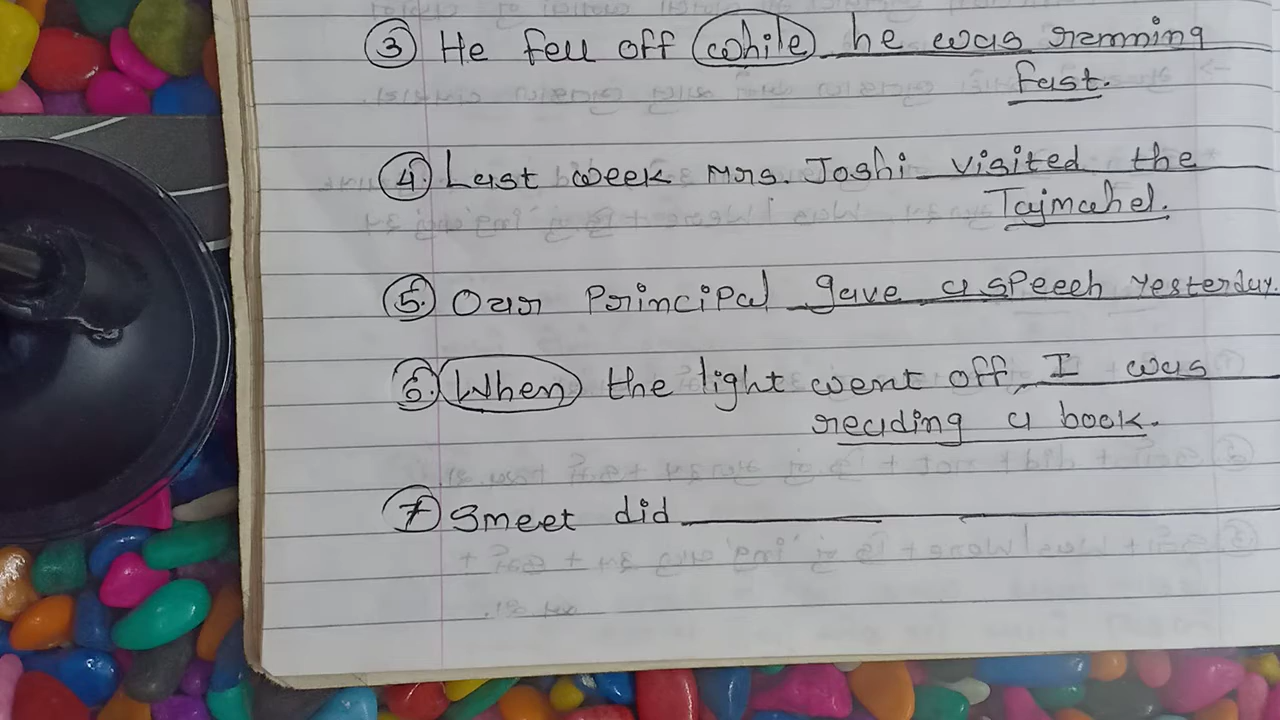 ③ He fell off while he was running
fast.
④ Last week Mrs. Joshi visited the
Tajmahel.
⑤ Our Principal gave a speech yesterday.
⑥ When the light went off, I was
reading a book.
⑦ Smeet did